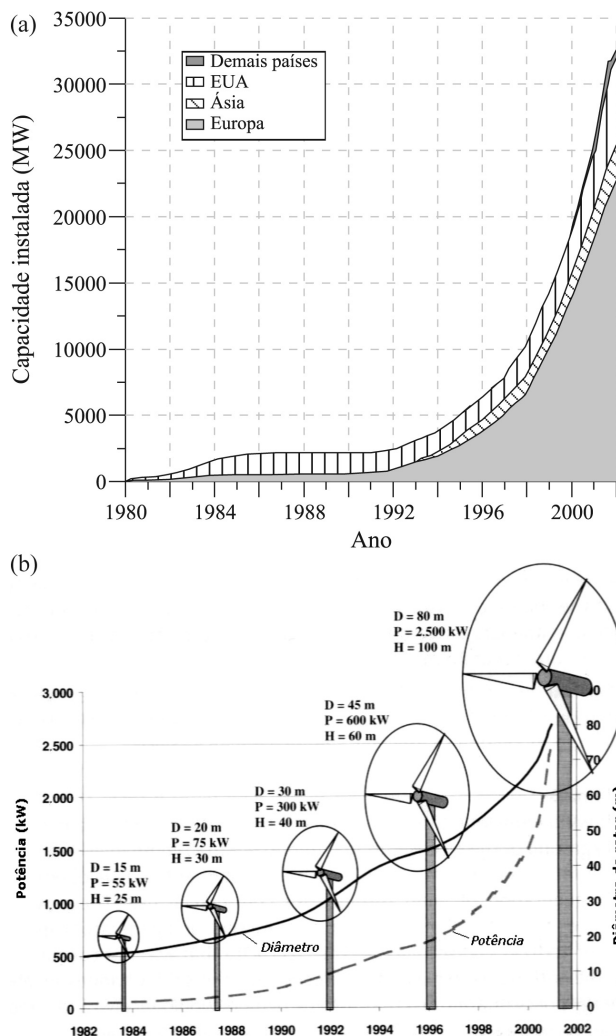 (a)
Capacidade instalada (MW)
35000
30000
25000
20000
15000
10000
5000
0
Demais países
EUA
Ásia
Europa
1980 1984 1988 1992 1996 2000
Ano
(b)
Potência (kW)
3.000
2.500
2.000
1.500
1.000
500
0
D = 15 m
P = 55 kW
H = 25 m
D = 20 m
P = 75 kW
H = 30 m
D = 30 m
P = 300 kW
H = 40 m
D = 45 m
P = 600 kW
H = 60 m
D = 80 m
P = 2.500 kW
H = 100 m
Diâmetro
Potência
90
80
70
60
50
40
30
20
10
0
1982 1984 1986 1988 1990 1992 1994 1996 1998 2000 2002